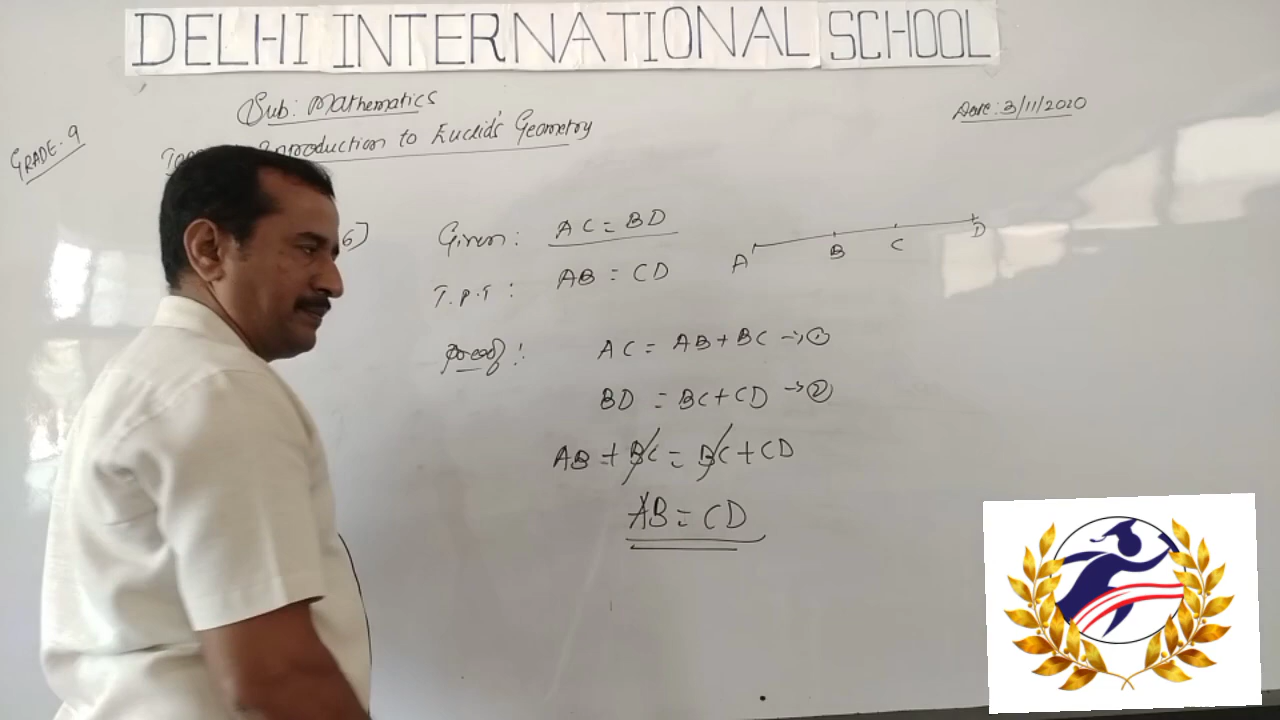 DELHI INTERNATIONAL SCHOOL
Sub: Mathematics
Date: 3/11/2020
GRADE: 9
to Euclid's Geometry
6)
Given: AC = BD
T.P.T: AB = CD
A B C D
Proof: AC = AB + BC → ①
BD = BC + CD → ②
AB + BC = BC + CD
AB = CD